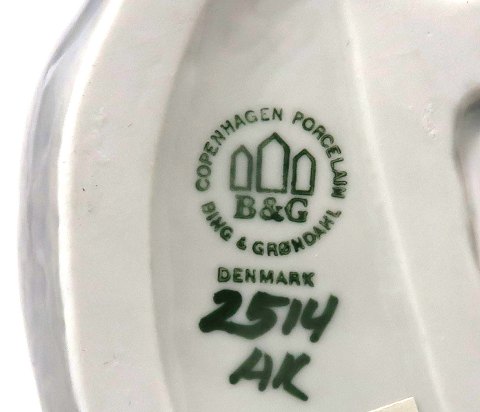 COPENHAGEN PORCELAIN
B&G
BING & GRØNDAHL
DENMARK
2514
AK